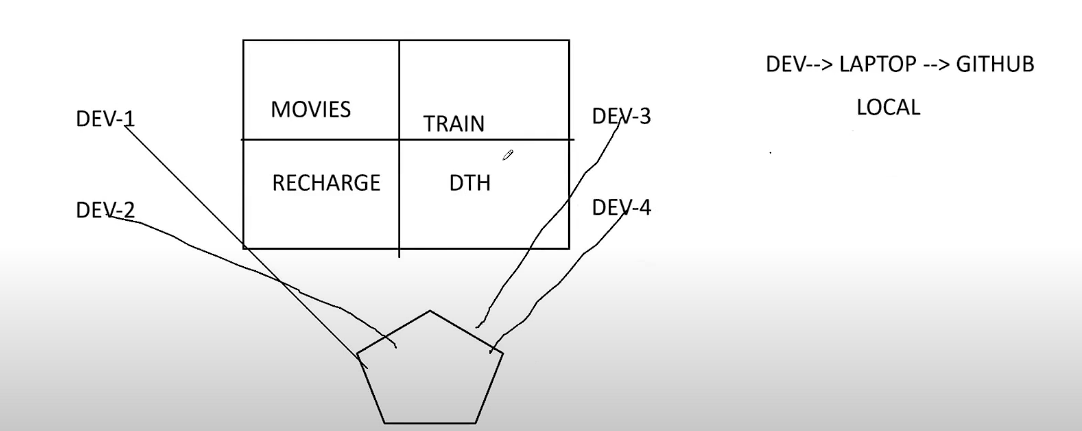 DEV--> LAPTOP --> GITHUB
LOCAL
MOVIES
TRAIN
DEV-1
DEV-3
RECHARGE
DTH
DEV-2
DEV-4